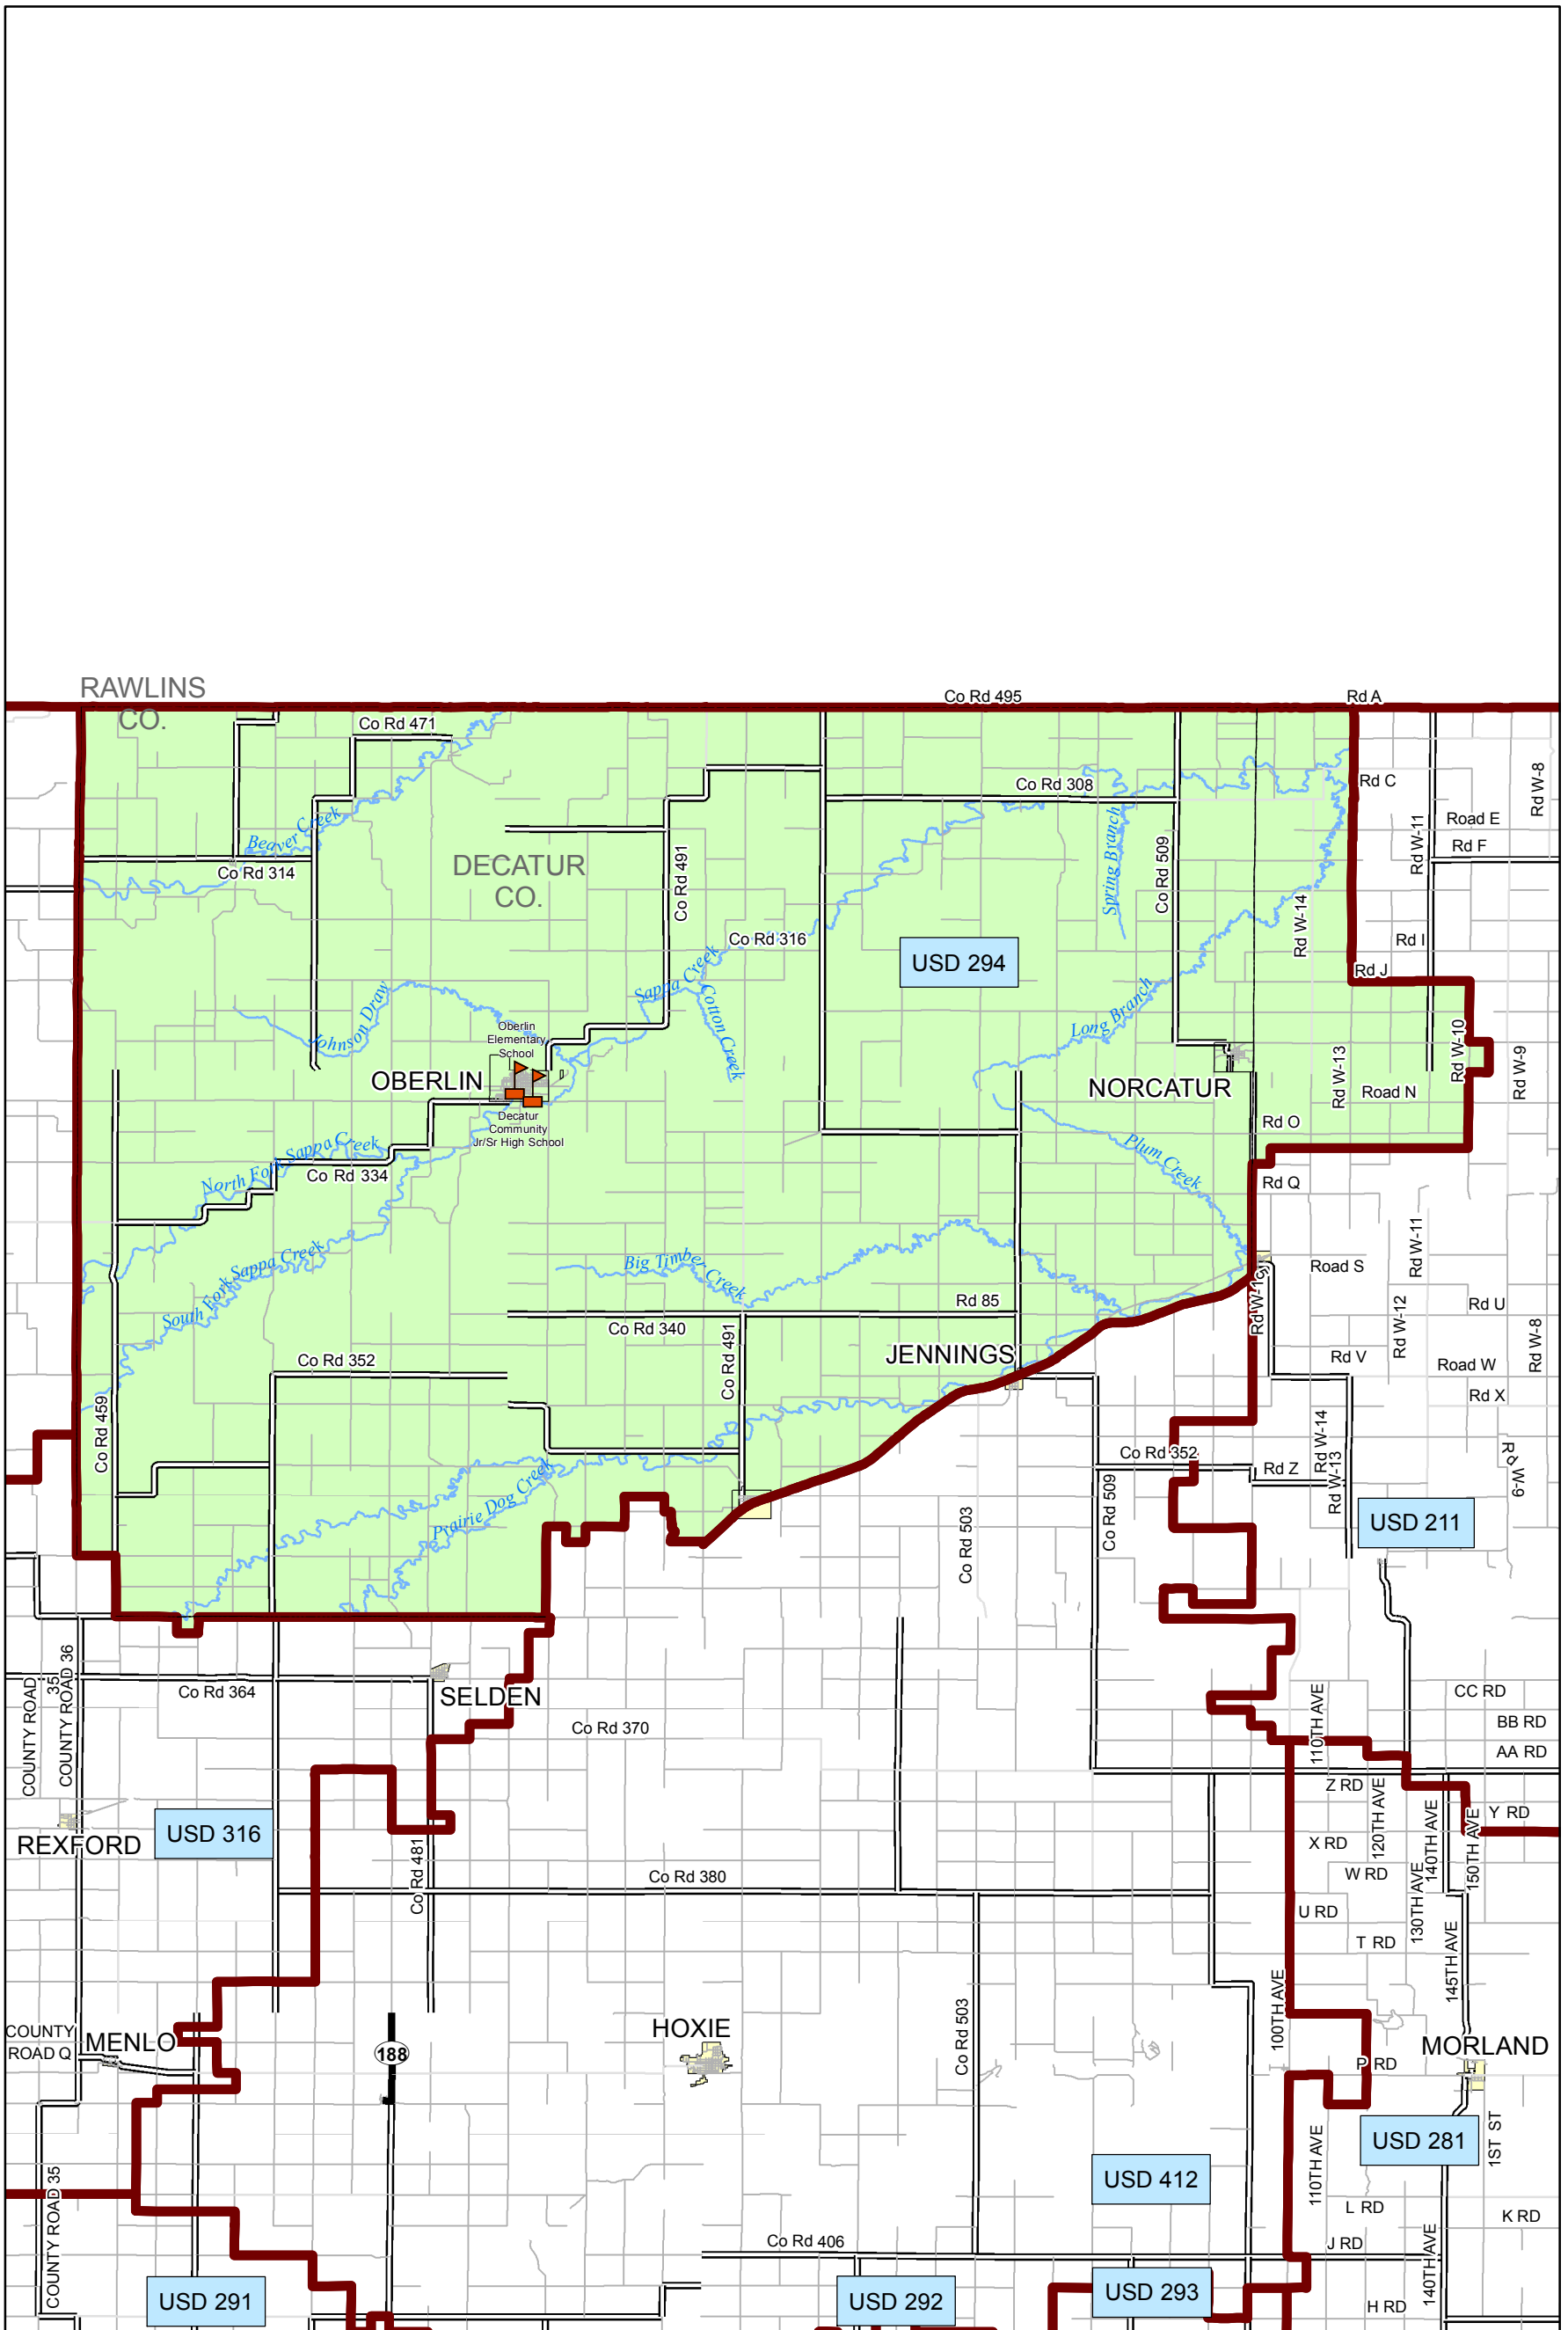 RAWLINS
CO.
Co Rd 495
Rd A
Co Rd 471
Rd C
Co Rd 308
Rd W-8
Beaver Creek
Road E
Rd W-11
Rd F
Co Rd 314
DECATUR
CO.
Co Rd 491
Spring Branch
Co Rd 509
Rd W-14
Co Rd 316
Rd I
USD 294
Rd J
Sappa Creek
Cotton Creek
Johnson Draw
Long Branch
Oberlin
Elementary
School
OBERLIN
NORCATUR
Rd W-13
Rd W-10
Rd W-9
Road N
Decatur
Community
Jr/Sr High School
Rd O
North Fork Sappa Creek
Co Rd 334
Plum Creek
Rd Q
South Fork Sappa Creek
Big Timber Creek
Rd W-11
Road S
Rd W-15
Rd 85
Rd U
Co Rd 340
Co Rd 491
Rd W-12
Rd W-8
JENNINGS
Co Rd 352
Rd V
Road W
Rd X
Co Rd 459
Rd W-14
Co Rd 352
Rd Z
Rd W-13
Rd W-9
Prairie Dog Creek
Co Rd 503
Co Rd 509
USD 211
COUNTY ROAD
35
COUNTY ROAD 36
Co Rd 364
SELDEN
Co Rd 370
110TH AVE
CC RD
BB RD
AA RD
Z RD
120TH AVE
140TH AVE
150TH AVE
Y RD
REXFORD
USD 316
X RD
Co Rd 481
Co Rd 380
W RD
130TH AVE
U RD
T RD
145TH AVE
100TH AVE
COUNTY
ROAD Q
MENLO
188
HOXIE
Co Rd 503
MORLAND
P RD
USD 281
1ST ST
COUNTY ROAD 35
USD 412
110TH AVE
L RD
K RD
Co Rd 406
J RD
140TH AVE
USD 291
USD 292
USD 293
H RD